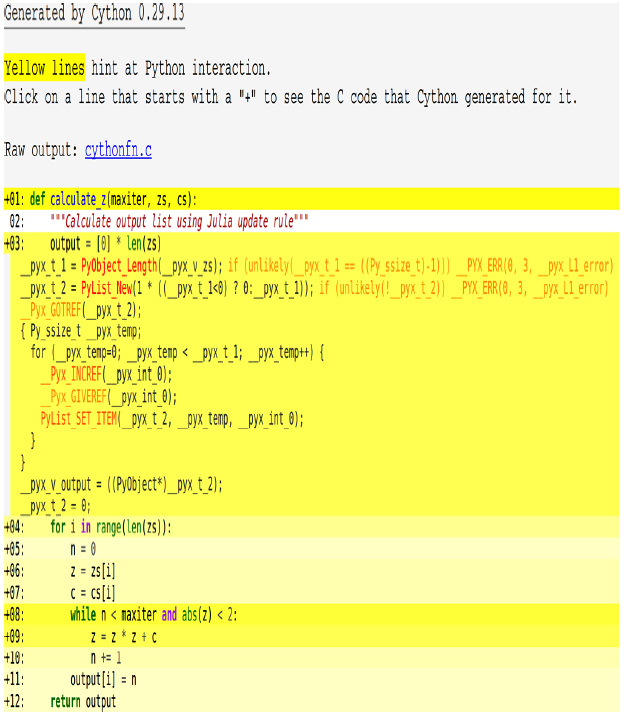 Generated by Cython 0.29.13
Yellow lines hint at Python interaction.
Click on a line that starts with a "+" to see the C code that Cython generated for it.
Raw output: cythonfn.c
+01: def calculate_z(maxiter, zs, cs):
02:     """Calculate output list using Julia update rule"""
+03:     output = [0] * len(zs)
  __pyx_t_1 = PyObject_Length(__pyx_v_zs); if (unlikely(__pyx_t_1 == ((Py_ssize_t)-1))) __PYX_ERR(0, 3, __pyx_L1_error)
  __pyx_t_2 = PyList_New(1 * ((__pyx_t_1<0) ? 0:__pyx_t_1)); if (unlikely(!__pyx_t_2)) __PYX_ERR(0, 3, __pyx_L1_error)
  __Pyx_GOTREF(__pyx_t_2);
  { Py_ssize_t __pyx_temp;
    for (__pyx_temp=0; __pyx_temp < __pyx_t_1; __pyx_temp++) {
      __Pyx_INCREF(__pyx_int_0);
      __Pyx_GIVEREF(__pyx_int_0);
      PyList_SET_ITEM(__pyx_t_2, __pyx_temp, __pyx_int_0);
    }
  }
  __pyx_v_output = ((PyObject*)__pyx_t_2);
  __pyx_t_2 = 0;
+04:     for i in range(len(zs)):
+05:         n = 0
+06:         z = zs[i]
+07:         c = cs[i]
+08:         while n < maxiter and abs(z) < 2:
+09:             z = z * z + c
+10:             n += 1
+11:         output[i] = n
+12:     return output